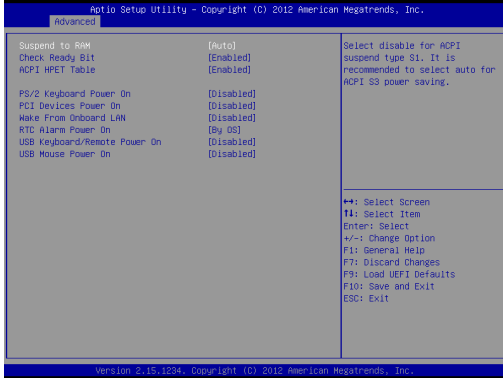 Aptio Setup Utility – Copyright (C) 2012 American Megatrends, Inc.
Advanced
Suspend to RAM [Auto]
Check Ready Bit [Enabled]
ACPI HPET Table [Enabled]
PS/2 Keyboard Power On [Disabled]
PCI Devices Power On [Disabled]
Wake From Onboard LAN [Disabled]
RTC Alarm Power On [By OS]
USB Keyboard/Remote Power On [Disabled]
USB Mouse Power On [Disabled]
Select disable for ACPI
suspend type S1. It is
recommended to select auto for
ACPI S3 power saving.
↔: Select Screen
↑↓: Select Item
Enter: Select
+/-: Change Option
F1: General Help
F7: Discard Changes
F9: Load UEFI Defaults
F10: Save and Exit
ESC: Exit
Version 2.15.1234. Copyright (C) 2012 American Megatrends, Inc.